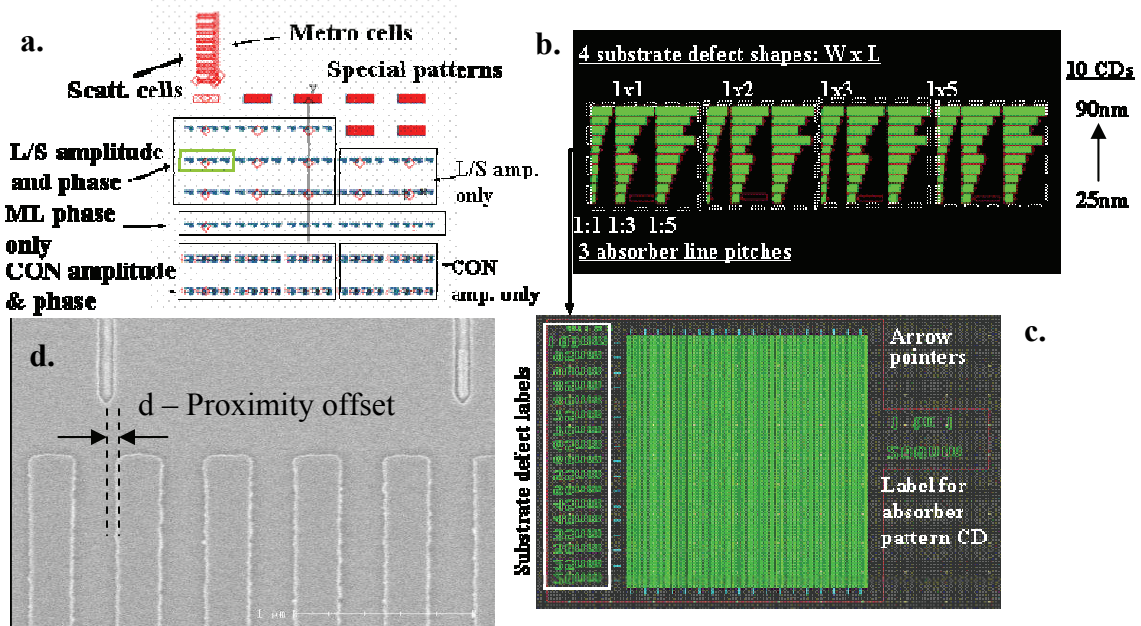 a.
Metro cells
Scatt. cells
Special patterns
L/S amplitude
and phase
L/S amp.
only
ML phase
only
CON amplitude
& phase
CON
amp. only
b.
4 substrate defect shapes: W x L
1x1 1x2 1x3 1x5
10 CDs
90nm
25nm
1:1 1:3 1:5
3 absorber line pitches
c.
Substrate defect labels
Arrow
pointers
Label for
absorber
pattern CD
d.
d – Proximity offset
1 µm